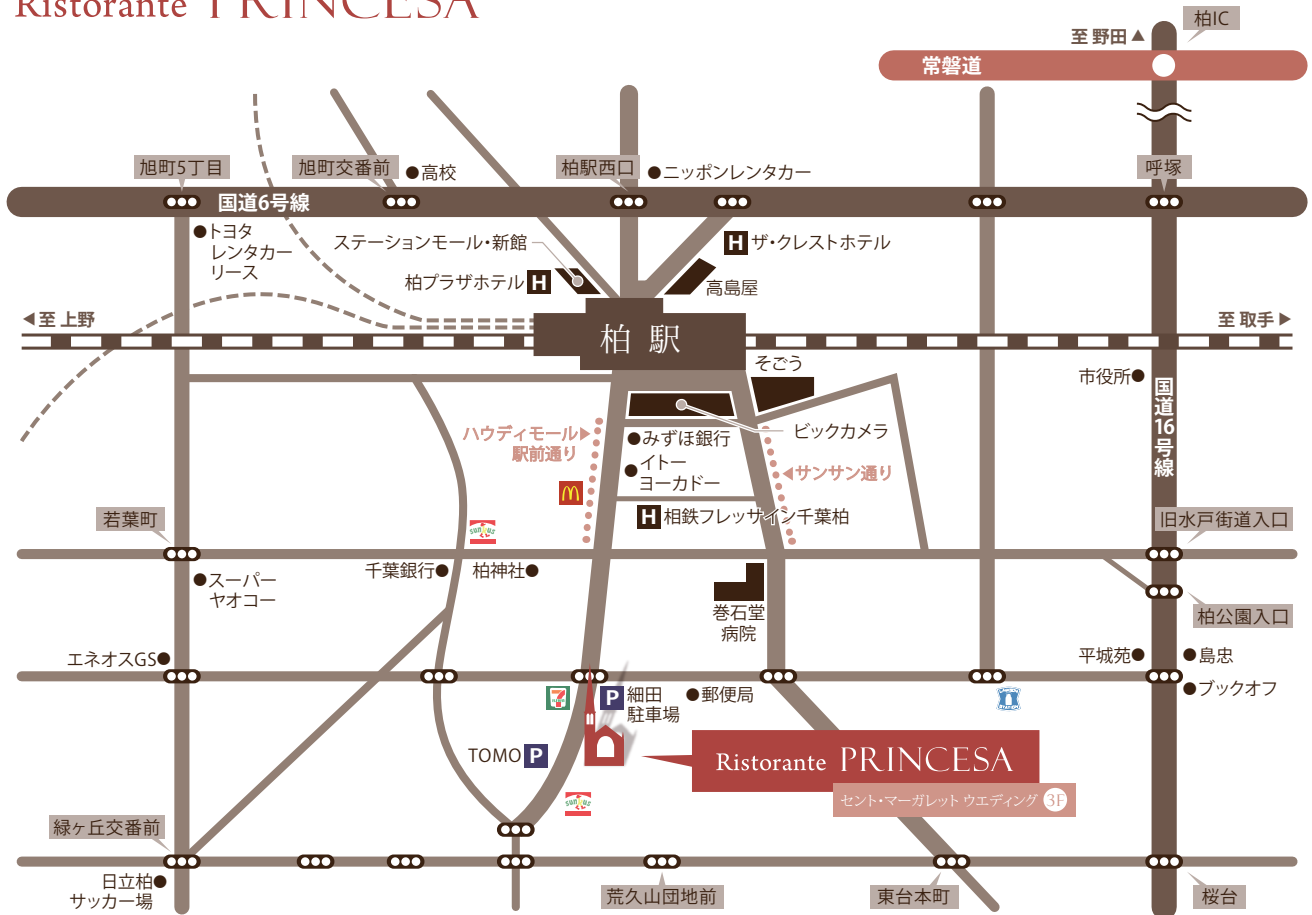 Ristorante PRINCESA
柏IC
至 野田▲
常磐道
旭町5丁目
旭町交番前
●高校
柏駅西口
●ニッポンレンタカー
呼塚
国道6号線
●トヨタ
レンタカー
リース
ステーションモール・新館
H ザ・クレストホテル
柏プラザホテル H
高島屋
◀至 上野
柏 駅
至 取手▶
そごう
市役所●
国道16号線
ハウディモール▶
駅前通り
●みずほ銀行
ビックカメラ
●イトー
ヨーカドー
◀サンサン通り
若葉町
sunkus
H 相鉄フレッサイン千葉柏
旧水戸街道入口
千葉銀行●
柏神社●
●スーパー
ヤオコー
巻石堂
病院
柏公園入口
エネオスGS●
平城苑●
●島忠
7
P 細田
駐車場
●郵便局
●ブックオフ
TOMO P
Ristorante PRINCESA
セント・マーガレット ウエディング 3F
sunkus
緑ヶ丘交番前
日立柏●
サッカー場
荒久山団地前
東台本町
桜台